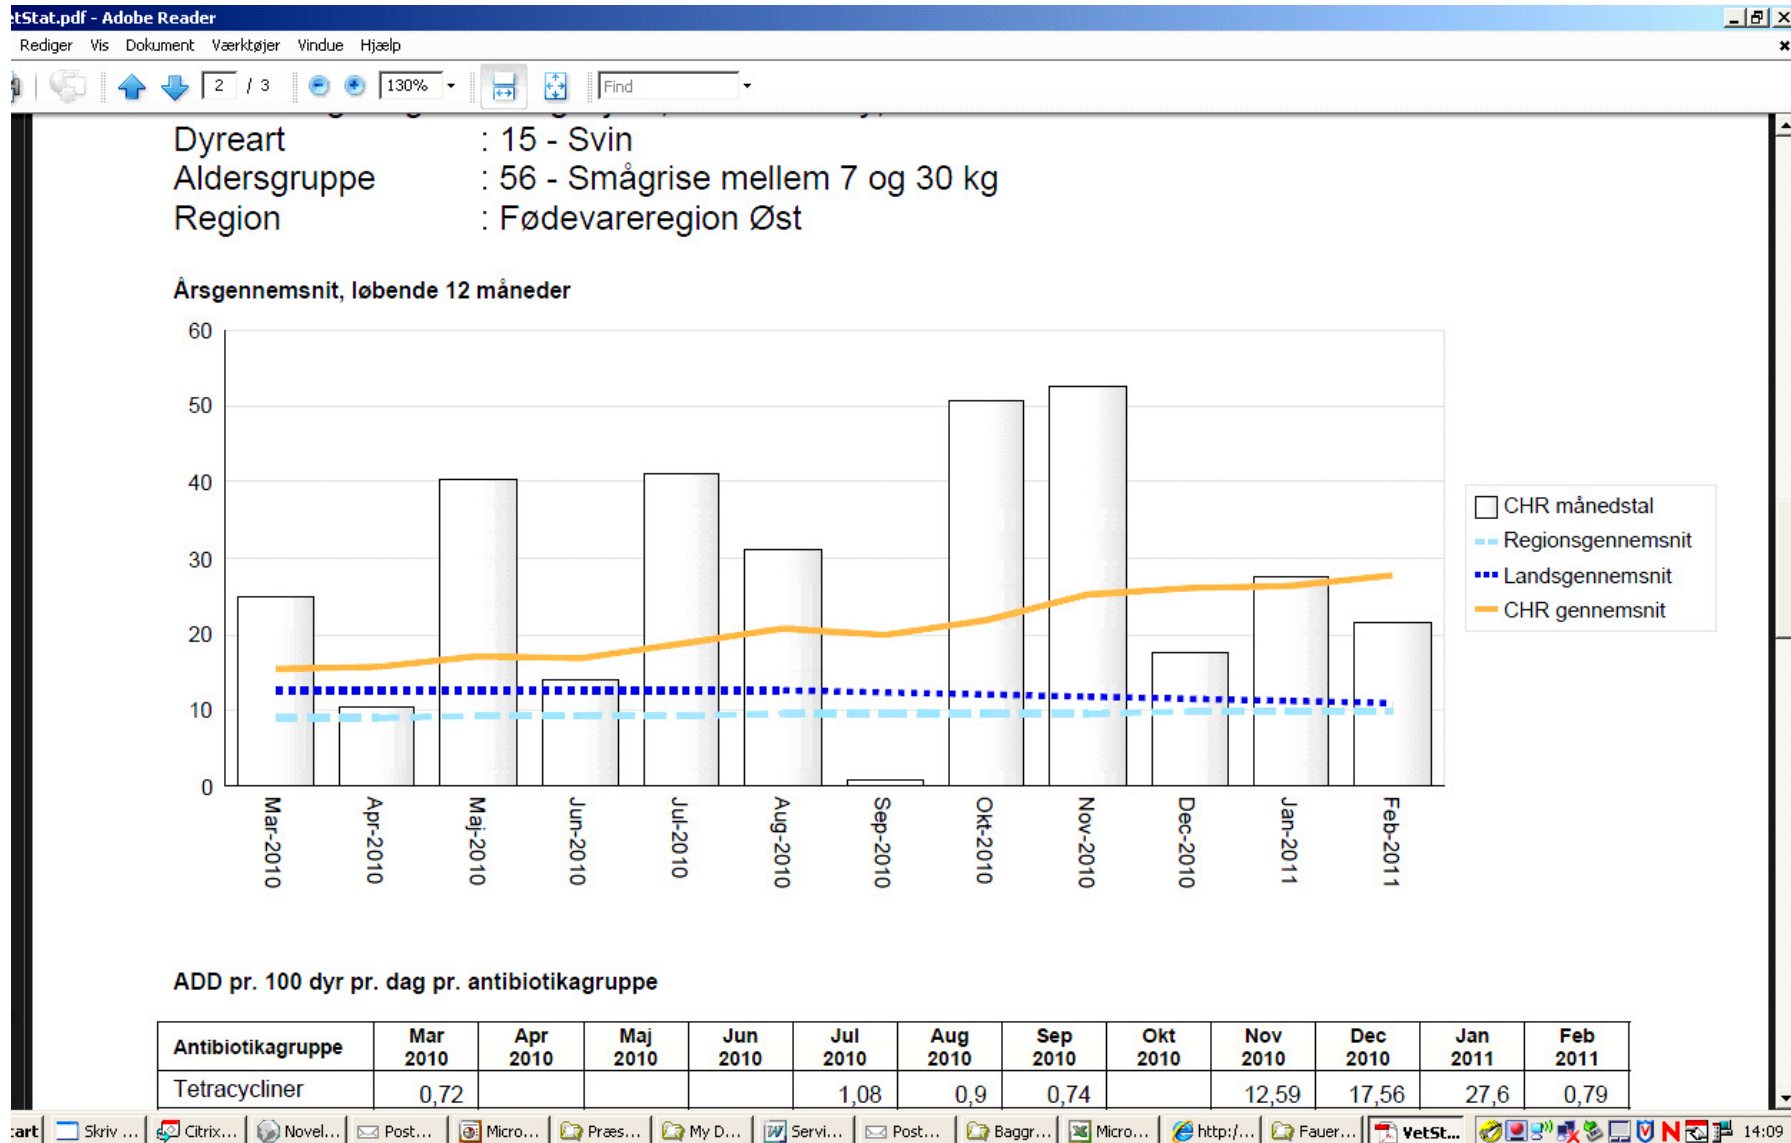 etStat.pdf - Adobe Reader
Rediger Vis Dokument Værktøjer Vindue Hjælp
2 / 3 130% Find
Dyreart : 15 - Svin
Aldersgruppe : 56 - Smågrise mellem 7 og 30 kg
Region : Fødevareregion Øst
Årsgennemsnit, løbende 12 måneder
60
50
40
30
20
10
0
CHR månedstal
Regionsgennemsnit
Landsgennemsnit
CHR gennemsnit
Mar-2010 Apr-2010 Maj-2010 Jun-2010 Jul-2010 Aug-2010 Sep-2010 Okt-2010 Nov-2010 Dec-2010 Jan-2011 Feb-2011
ADD pr. 100 dyr pr. dag pr. antibiotikagruppe
Antibiotikagruppe Mar 2010 Apr 2010 Maj 2010 Jun 2010 Jul 2010 Aug 2010 Sep 2010 Okt 2010 Nov 2010 Dec 2010 Jan 2011 Feb 2011
Tetracycliner 0,72 1,08 0,9 0,74 12,59 17,56 27,6 0,79
art Skriv ... Citrix... Novel... Post... Micro... Præs... My D... Servi... Post... Baggr... Micro... http:/... Fauer... VetSt... 14:09